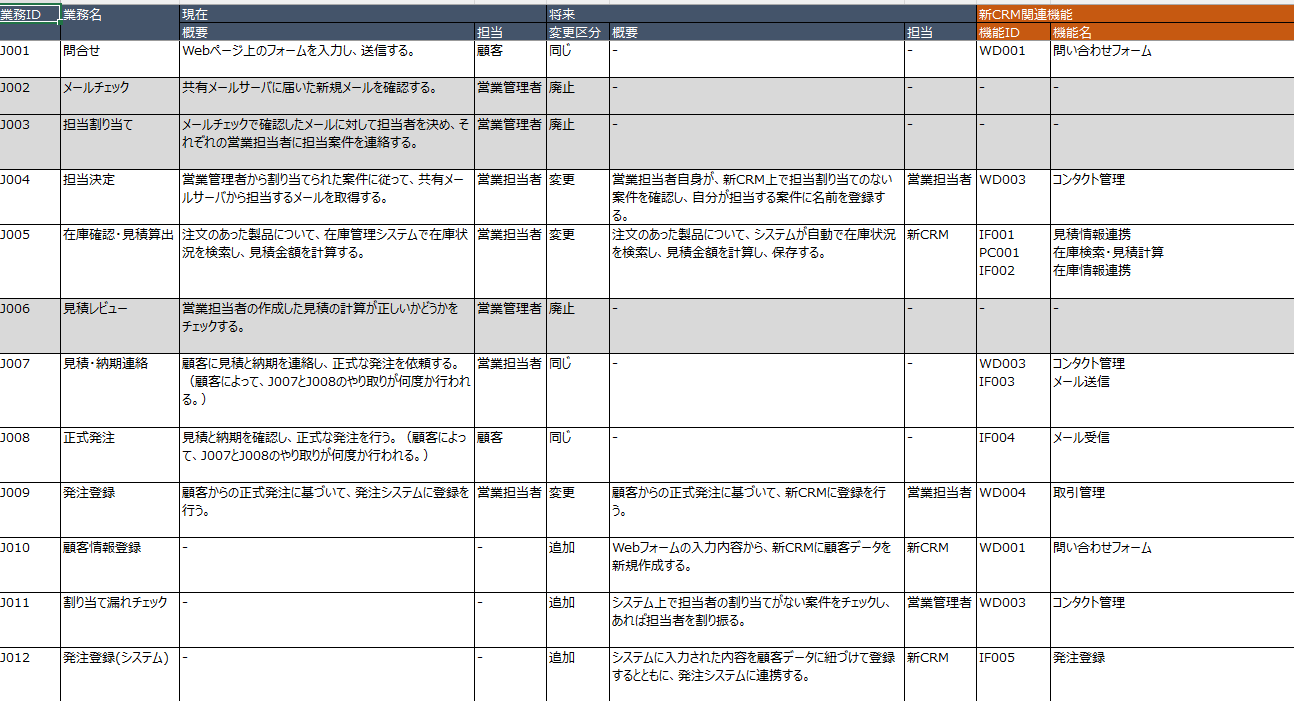 業務ID 業務名 現在 将来 新CRM関連機能
概要 担当 変更区分 概要 担当 機能ID 機能名
J001 問合せ Webページ上のフォームを入力し、送信する。 顧客 同じ - - WD001 問い合わせフォーム
J002 メールチェック 共有メールサーバに届いた新規メールを確認する。 営業管理者 廃止 - - - -
J003 担当割り当て メールチェックで確認したメールに対して担当者を決め、そ 営業管理者 廃止 - - - -
れぞれの営業担当者に担当案件を連絡する。
J004 担当決定 営業管理者から割り当てられた案件に従って、共有メー 営業担当者 変更 営業担当者自身が、新CRM上で担当割り当てのない 営業担当者 WD003 コンタクト管理
ルサーバから担当するメールを取得する。 案件を確認し、自分が担当する案件に名前を登録す
る。
J005 在庫確認・見積算出 注文のあった製品について、在庫管理システムで在庫状 営業担当者 変更 注文のあった製品について、システムが自動で在庫状況 新CRM IF001 見積情報連携
況を検索し、見積金額を計算する。 を検索し、見積金額を計算し、保存する。 PC001 在庫検索・見積計算
IF002 在庫情報連携
J006 見積レビュー 営業担当者の作成した見積の計算が正しいかどうかを 営業管理者 廃止 - - - -
チェックする。
J007 見積・納期連絡 顧客に見積と納期を連絡し、正式な発注を依頼する。 営業担当者 同じ - - WD003 コンタクト管理
（顧客によって、J007とJ008のやり取りが何度か行われ IF003 メール送信
る。）
J008 正式発注 見積と納期を確認し、正式な発注を行う。（顧客によっ 顧客 同じ - - IF004 メール受信
て、J007とJ008のやり取りが何度か行われる。）
J009 発注登録 顧客からの正式発注に基づいて、発注システムに登録を 営業担当者 変更 顧客からの正式発注に基づいて、新CRMに登録を行 営業担当者 WD004 取引管理
行う。 う。
J010 顧客情報登録 - - 追加 Webフォームの入力内容から、新CRMに顧客データを 新CRM WD001 問い合わせフォーム
新規作成する。
J011 割り当て漏れチェック - - 追加 システム上で担当者の割り当てがない案件をチェックし、 営業管理者 WD003 コンタクト管理
あれば担当者を割り振る。
J012 発注登録(システム) - - 追加 システムに入力された内容を顧客データに紐づけて登録 新CRM IF005 発注登録
するとともに、発注システムに連携する。